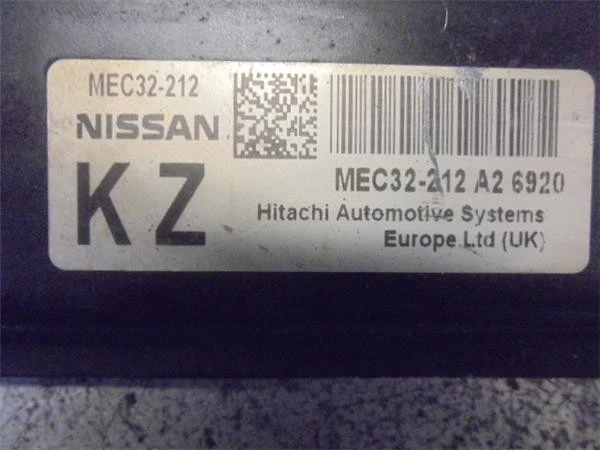 MEC32-212
NISSAN
KZ
MEC32-212 A2 6920
Hitachi Automotive Systems
Europe Ltd (UK)